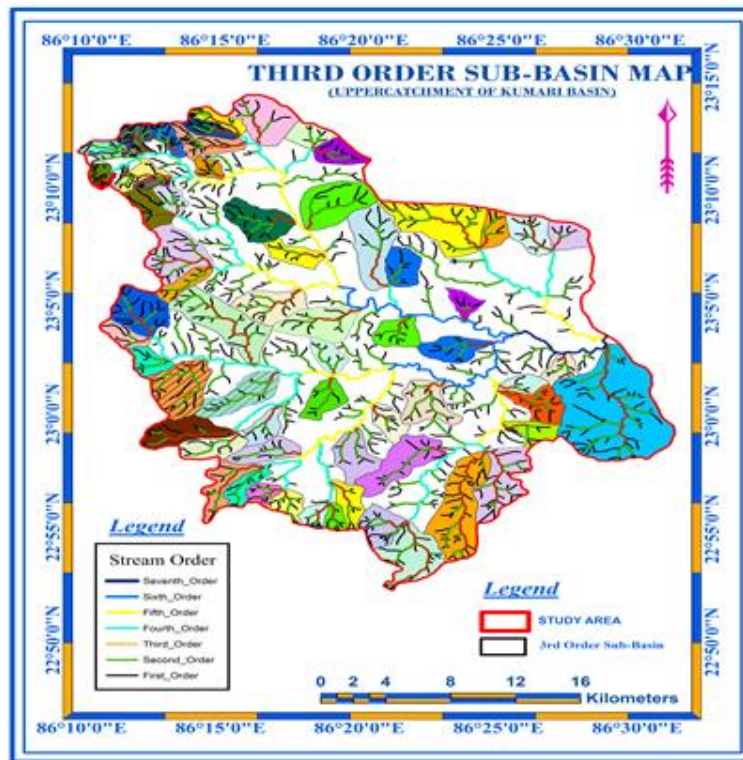 86°10'0"E 86°15'0"E 86°20'0"E 86°25'0"E 86°30'0"E
THIRD ORDER SUB-BASIN MAP
(UPPERCATCHMENT OF KUMARI BASIN)
23°15'0"N
23°10'0"N 23°10'0"N
23°5'0"N 23°5'0"N
23°0'0"N 23°0'0"N
22°55'0"N 22°55'0"N
22°50'0"N 22°50'0"N
Legend
Stream Order
Seventh_Order
Sixth_Order
Fifth_Order
Fourth_Order
Third_Order
Second_Order
First_Order
Legend
STUDY AREA
3rd Order Sub-Basin
0 1 2 4 8 12 16
Kilometers
86°10'0"E 86°15'0"E 86°20'0"E 86°25'0"E 86°30'0"E